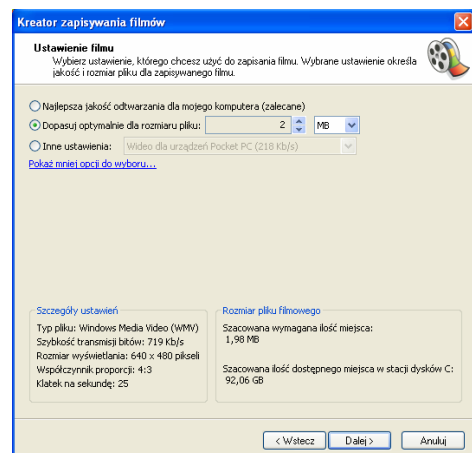 Kreator zapisywania filmów
Ustawienie filmu
Wybierz ustawienie, którego chcesz użyć do zapisania filmu. Wybrane ustawienie określa
jakość i rozmiar pliku dla zapisywanego filmu.
Najlepsza jakość odtwarzania dla mojego komputera (zalecane)
Dopasuj optymalnie dla rozmiaru pliku: 2 MB
Inne ustawienia: Wideo dla urządzeń Pocket PC (218 Kb/s)
Pokaż mniej opcji do wyboru...
Szczegóły ustawień
Typ pliku: Windows Media Video (WMV)
Szybkość transmisji bitów: 719 Kb/s
Rozmiar wyświetlania: 640 x 480 pikseli
Współczynnik proporcji: 4:3
Klatek na sekundę: 25
Rozmiar pliku filmowego
Szacowana wymagana ilość miejsca:
1,98 MB
Szacowana ilość dostępnego miejsca w stacji dysków C:
92,06 GB
< Wstecz Dalej > Anuluj